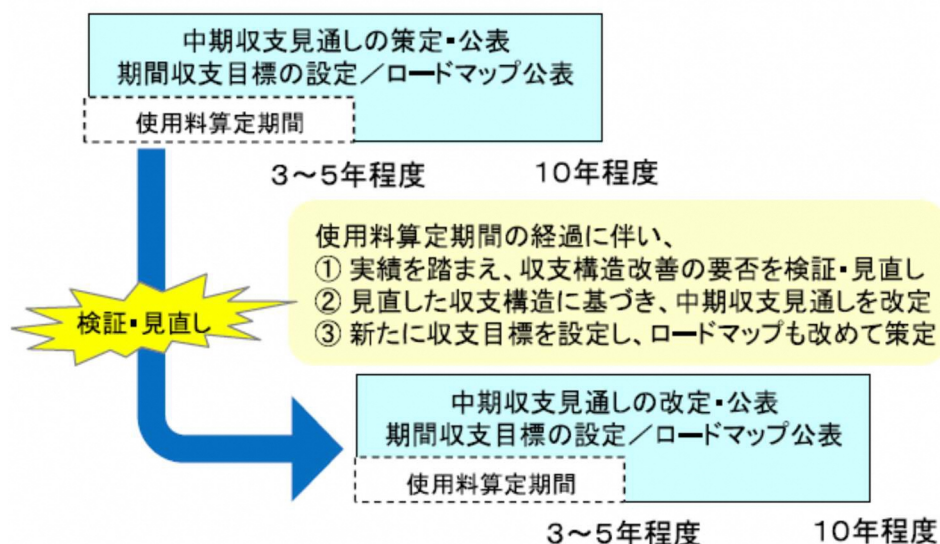 中期収支見通しの策定・公表
期間収支目標の設定／ロードマップ公表
使用料算定期間
3～5年程度
10年程度
使用料算定期間の経過に伴い、
① 実績を踏まえ、収支構造改善の要否を検証・見直し
② 見直した収支構造に基づき、中期収支見通しを改定
③ 新たに収支目標を設定し、ロードマップも改めて策定
検証・見直し
中期収支見通しの改定・公表
期間収支目標の設定／ロードマップ公表
使用料算定期間
3～5年程度
10年程度